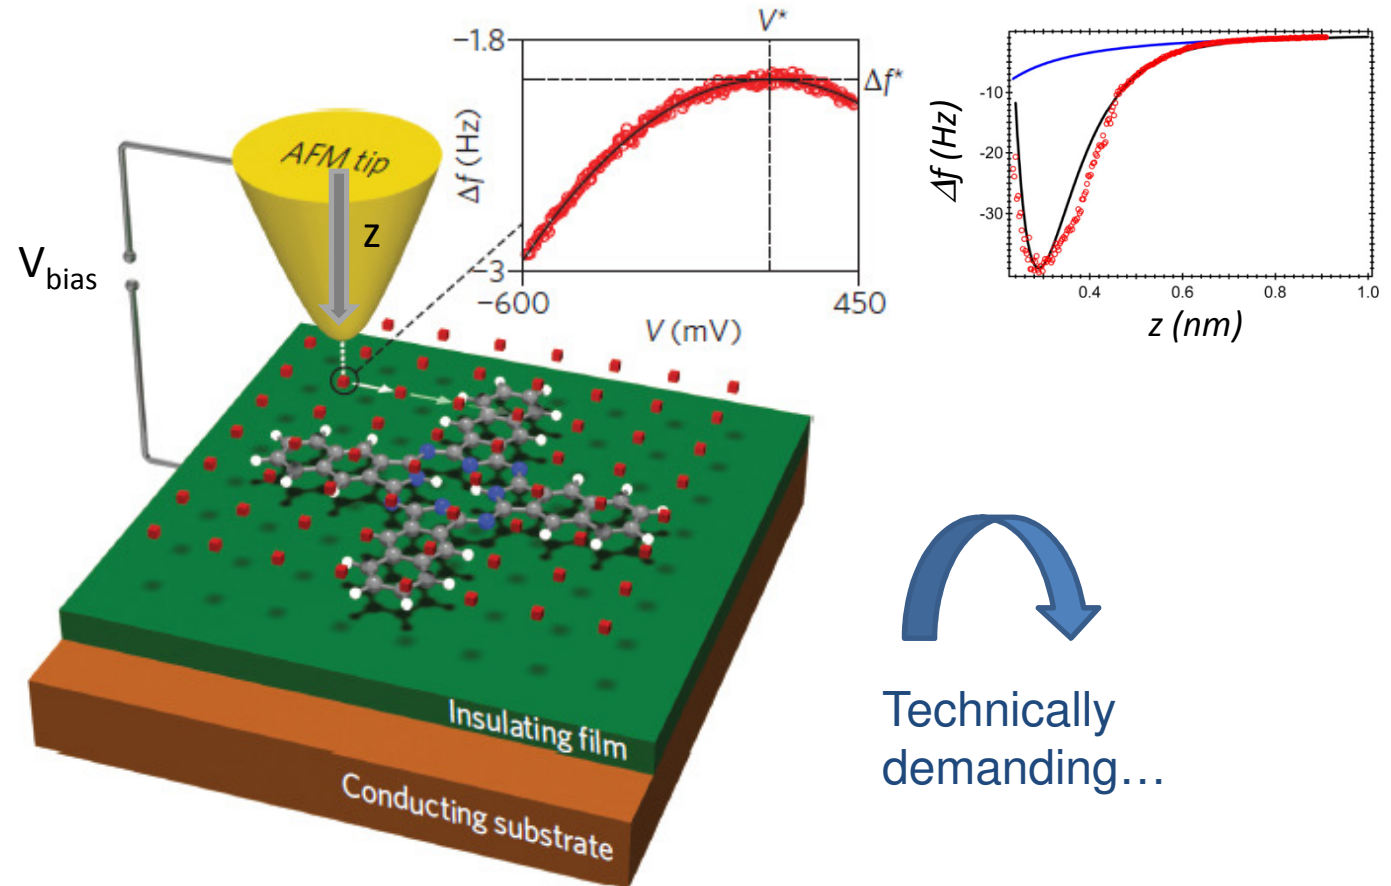 V*
−1.8
Δf*
Δf (Hz)
−3
−600
450
V (mV)
-10
-20
-30
Δf (Hz)
0.4
0.6
0.8
1.0
z (nm)
AFM tip
z
Vbias
Insulating film
Conducting substrate
Technically
demanding…